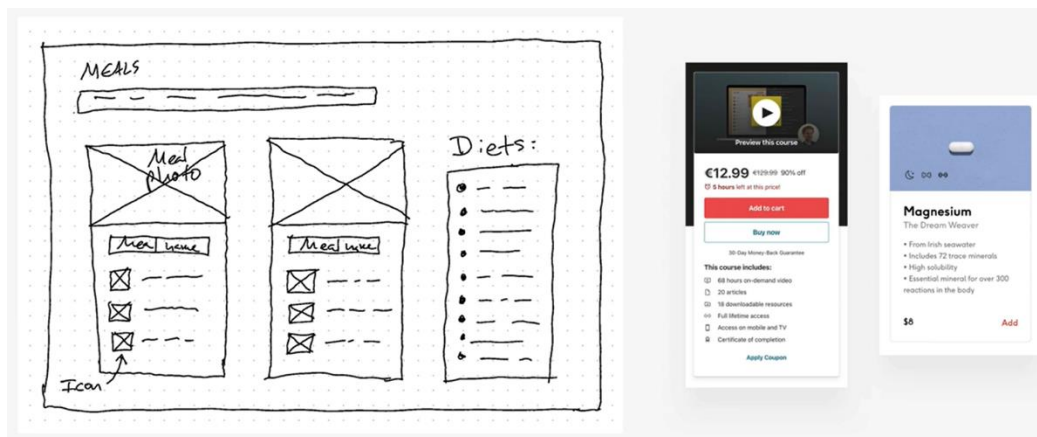 MEALS
Meal
photo
Meal name
Meal name
Icon
Diets:
Preview this course
€12.99 €129.99 90% off
5 hours left at this price!
Add to cart
Buy now
30-Day Money-Back Guarantee
This course includes:
68 hours on-demand video
20 articles
18 downloadable resources
Full lifetime access
Access on mobile and TV
Certificate of completion
Apply Coupon
Magnesium
The Dream Weaver
• From Irish seawater
• Includes 72 trace minerals
• High solubility
• Essential mineral for over 300
reactions in the body
$8 Add